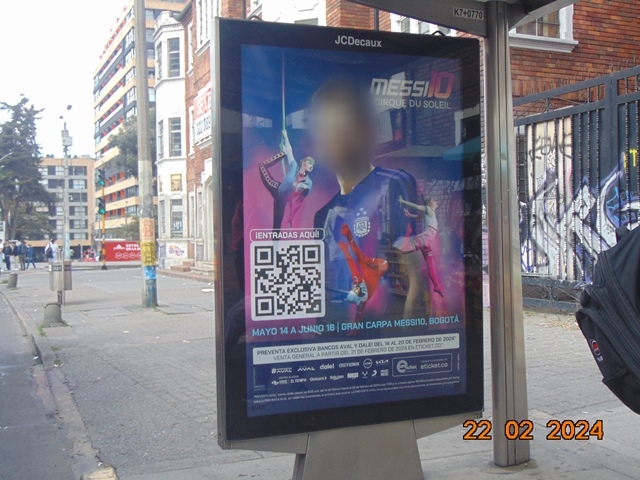 K7+0770
JCDecaux
MESSI10
CIRQUE DU SOLEIL
¡ENTRADAS AQUÍ!
MAYO 14 A JUNIO 16 | GRAN CARPA MESSI10, BOGOTÁ
PREVENTA EXCLUSIVA BANCOS AVAL Y DALE! DEL 14 AL 20 DE FEBRERO DE 2024*
VENTA GENERAL A PARTIR DEL 21 DE FEBRERO DE 2024 EN ETICKET.CO*
AVAL dale!
eticket.co
22 02 2024